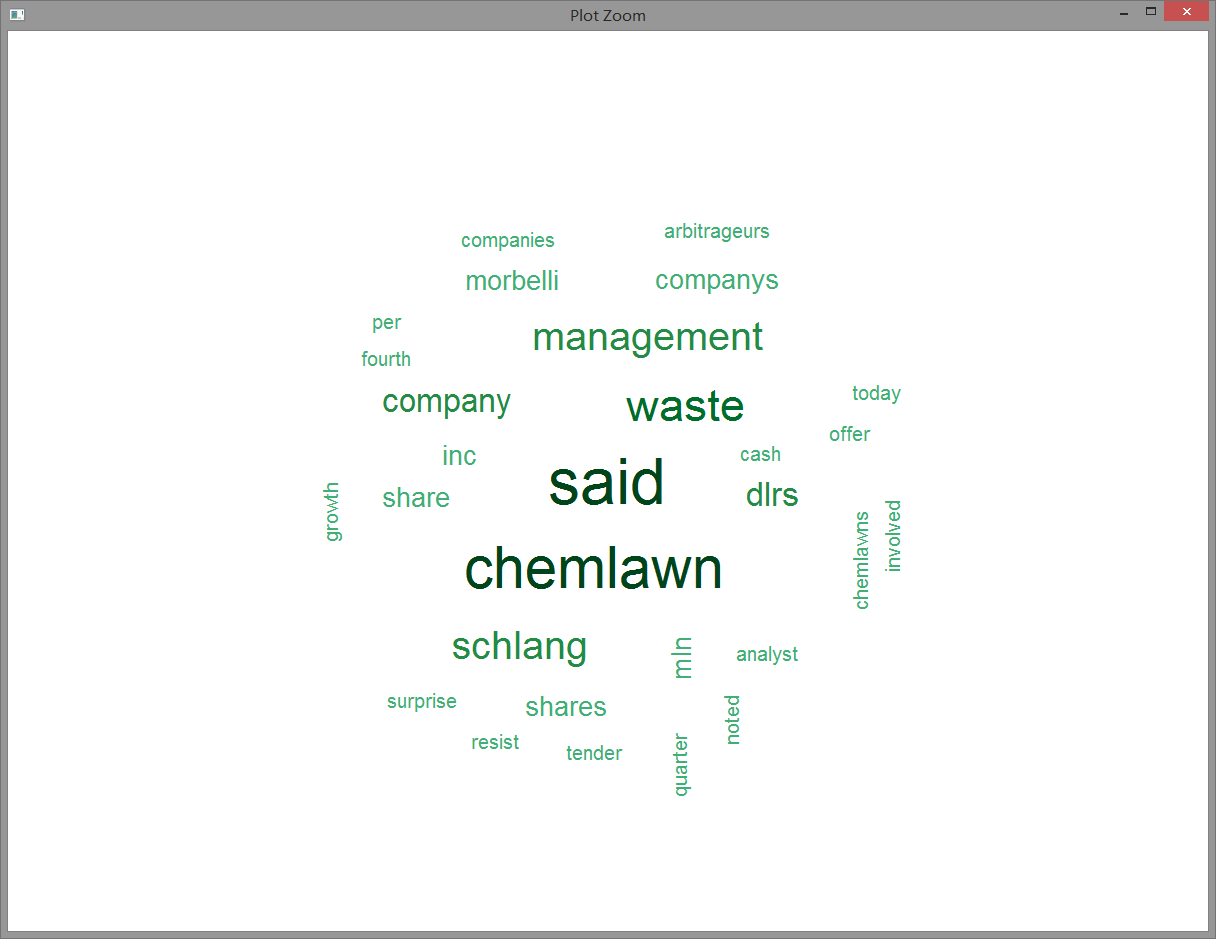 Plot Zoom
arbitrageurs
companies
morbelli
companys
per
management
fourth
company
waste
today
offer
inc
cash
said
share
dlrs
growth
involved
chemlawns
chemlawn
schlang
mln
analyst
surprise
shares
noted
resist
tender
quarter